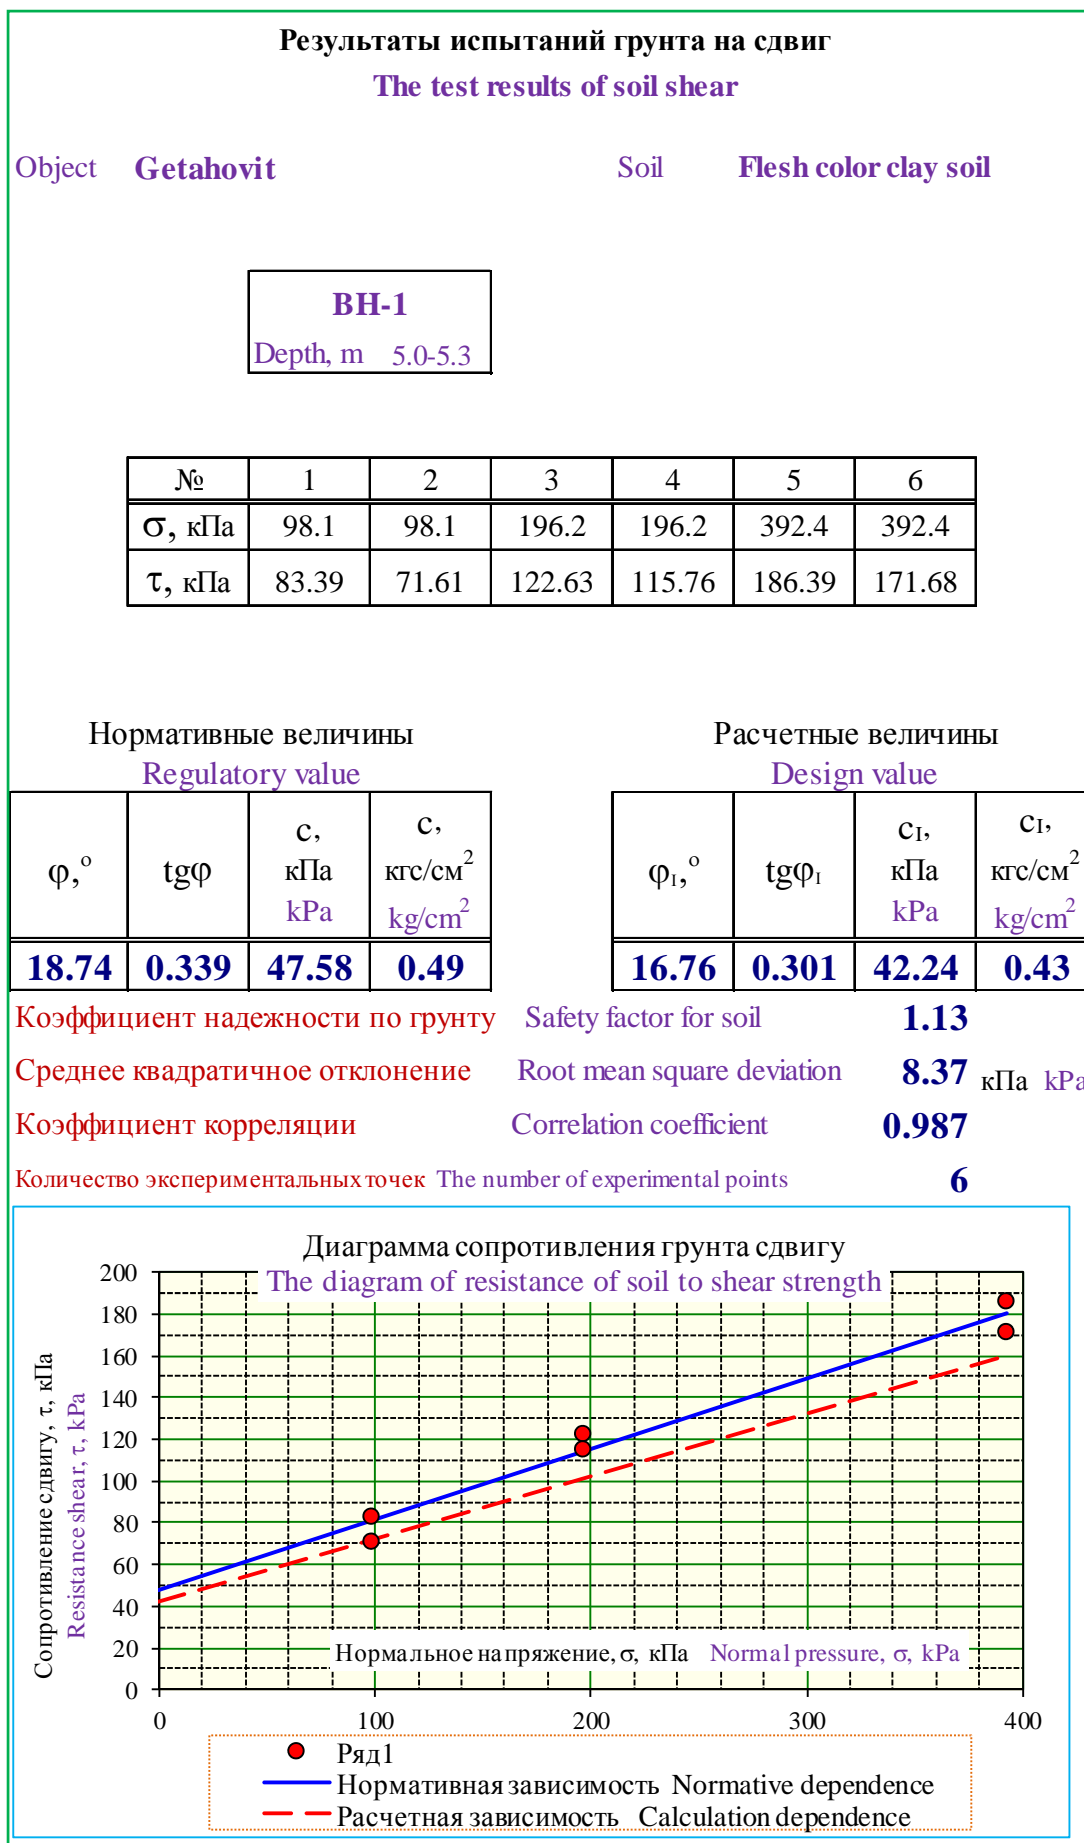 Результаты испытаний грунта на сдвиг
The test results of soil shear
Object Getahovit Soil Flesh color clay soil
BH-1
Depth, m 5.0-5.3
№ 1 2 3 4 5 6
σ, кПа 98.1 98.1 196.2 196.2 392.4 392.4
τ, кПа 83.39 71.61 122.63 115.76 186.39 171.68
Нормативные величины Расчетные величины
Regulatory value Design value
φ,° tgφ c, кПа kPa c, кгс/см² kg/cm² φI,° tgφI cI, кПа kPa cI, кгс/см² kg/cm²
18.74 0.339 47.58 0.49 16.76 0.301 42.24 0.43
Коэффициент надежности по грунту Safety factor for soil 1.13
Среднее квадратичное отклонение Root mean square deviation 8.37 кПа kPa
Коэффициент корреляции Correlation coefficient 0.987
Количество экспериментальных точек The number of experimental points 6
Диаграмма сопротивления грунта сдвигу
The diagram of resistance of soil to shear strength
Сопротивление сдвигу, τ, кПа
Resistance shear, τ, kPa
200
180
160
140
120
100
80
60
40
20
0
Нормальное напряжение, σ, кПа Normal pressure, σ, kPa
0 100 200 300 400
Ряд1
Нормативная зависимость Normative dependence
Расчетная зависимость Calculation dependence